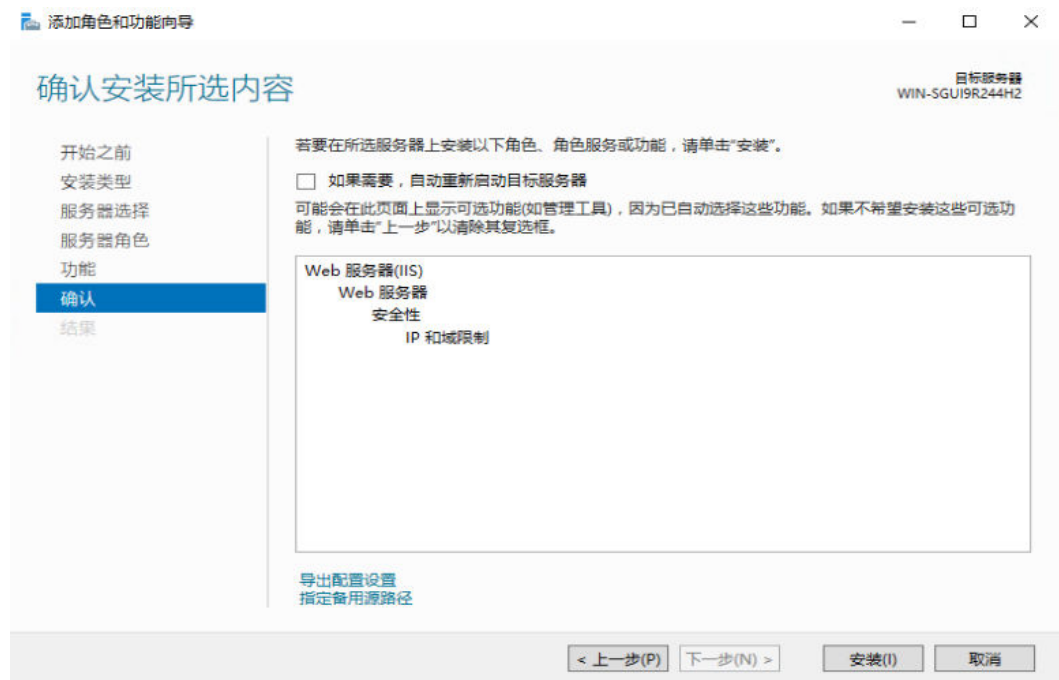 添加角色和功能向导
确认安装所选内容
目标服务器
WIN-SGUI9R244H2
开始之前
安装类型
服务器选择
服务器角色
功能
确认
结果
若要在所选服务器上安装以下角色、角色服务或功能，请单击"安装"。
如果需要，自动重新启动目标服务器
可能会在此页面上显示可选功能(如管理工具)，因为已自动选择这些功能。如果不希望安装这些可选功
能，请单击"上一步"以清除其复选框。
Web 服务器(IIS)
Web 服务器
安全性
IP 和域限制
导出配置设置
指定备用源路径
< 上一步(P)
下一步(N) >
安装(I)
取消